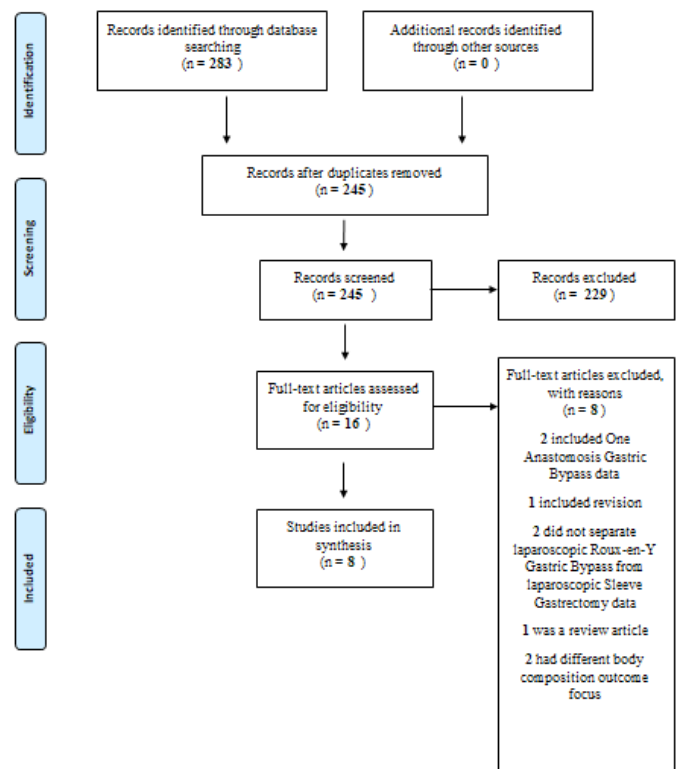 Identification
Records identified through database
searching
(n = 283 )
Additional records identified
through other sources
(n = 0 )
Records after duplicates removed
(n = 245 )
Screening
Records screened
(n = 245 )
Records excluded
(n = 229 )
Eligibility
Full-text articles assessed
for eligibility
(n = 16 )
Full-text articles excluded,
with reasons
(n = 8 )
2 included One
Anastomosis Gastric
Bypass data
1 included revision
2 did not separate
laparoscopic Roux-en-Y
Gastric Bypass from
laparoscopic Sleeve
Gastrectomy data
1 was a review article
2 had different body
composition outcome
focus
Included
Studies included in
synthesis
(n = 8 )